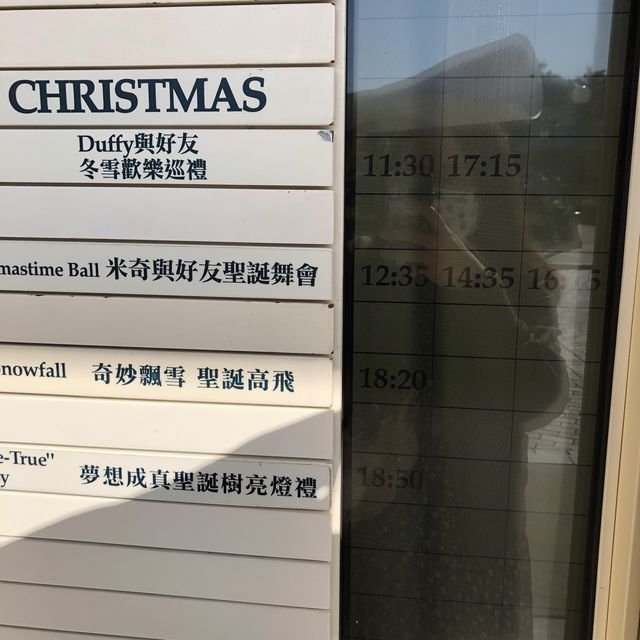 CHRISTMAS
Duffy與好友
冬雪歡樂巡禮
11:30 17:15
mastime Ball 米奇與好友聖誕舞會
12:35 14:35 16:15
nowfall 奇妙飄雪 聖誕高飛
18:20
e-True"
y
夢想成真聖誕樹亮燈禮
18:50